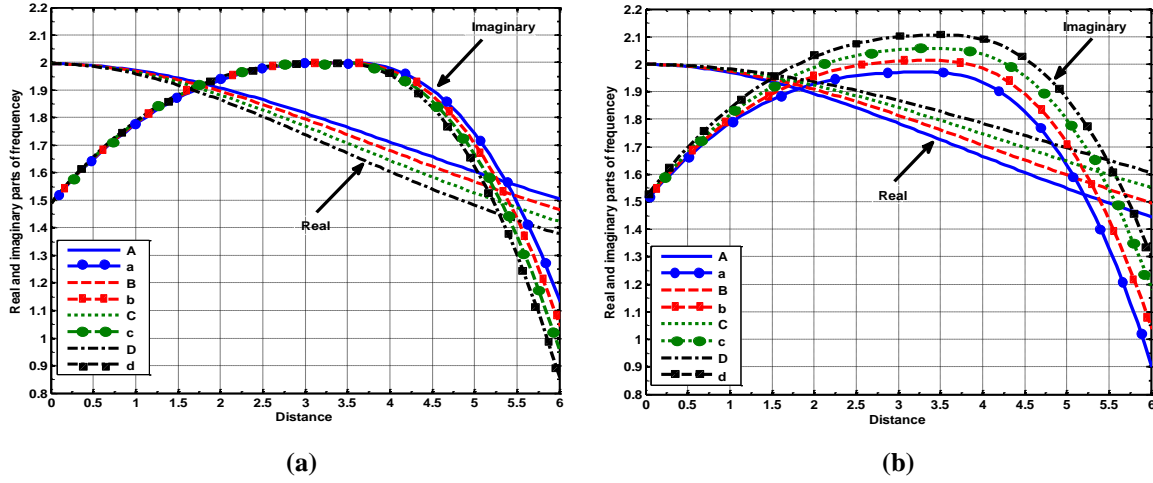 2.2
2.1
2
1.9
1.8
1.7
1.6
1.5
1.4
1.3
1.2
1.1
1
0.9
0.8
Real and imaginary parts of frequencey
Imaginary
Real
A
a
B
b
C
c
D
d
0 0.5 1 1.5 2 2.5 3 3.5 4 4.5 5 5.5 6
Distance
(a)
2.2
2.1
2
1.9
1.8
1.7
1.6
1.5
1.4
1.3
1.2
1.1
1
0.9
0.8
Real and imaginary parts of frequencey
Imaginary
Real
A
a
B
b
C
c
D
d
0 0.5 1 1.5 2 2.5 3 3.5 4 4.5 5 5.5 6
Distance
(b)